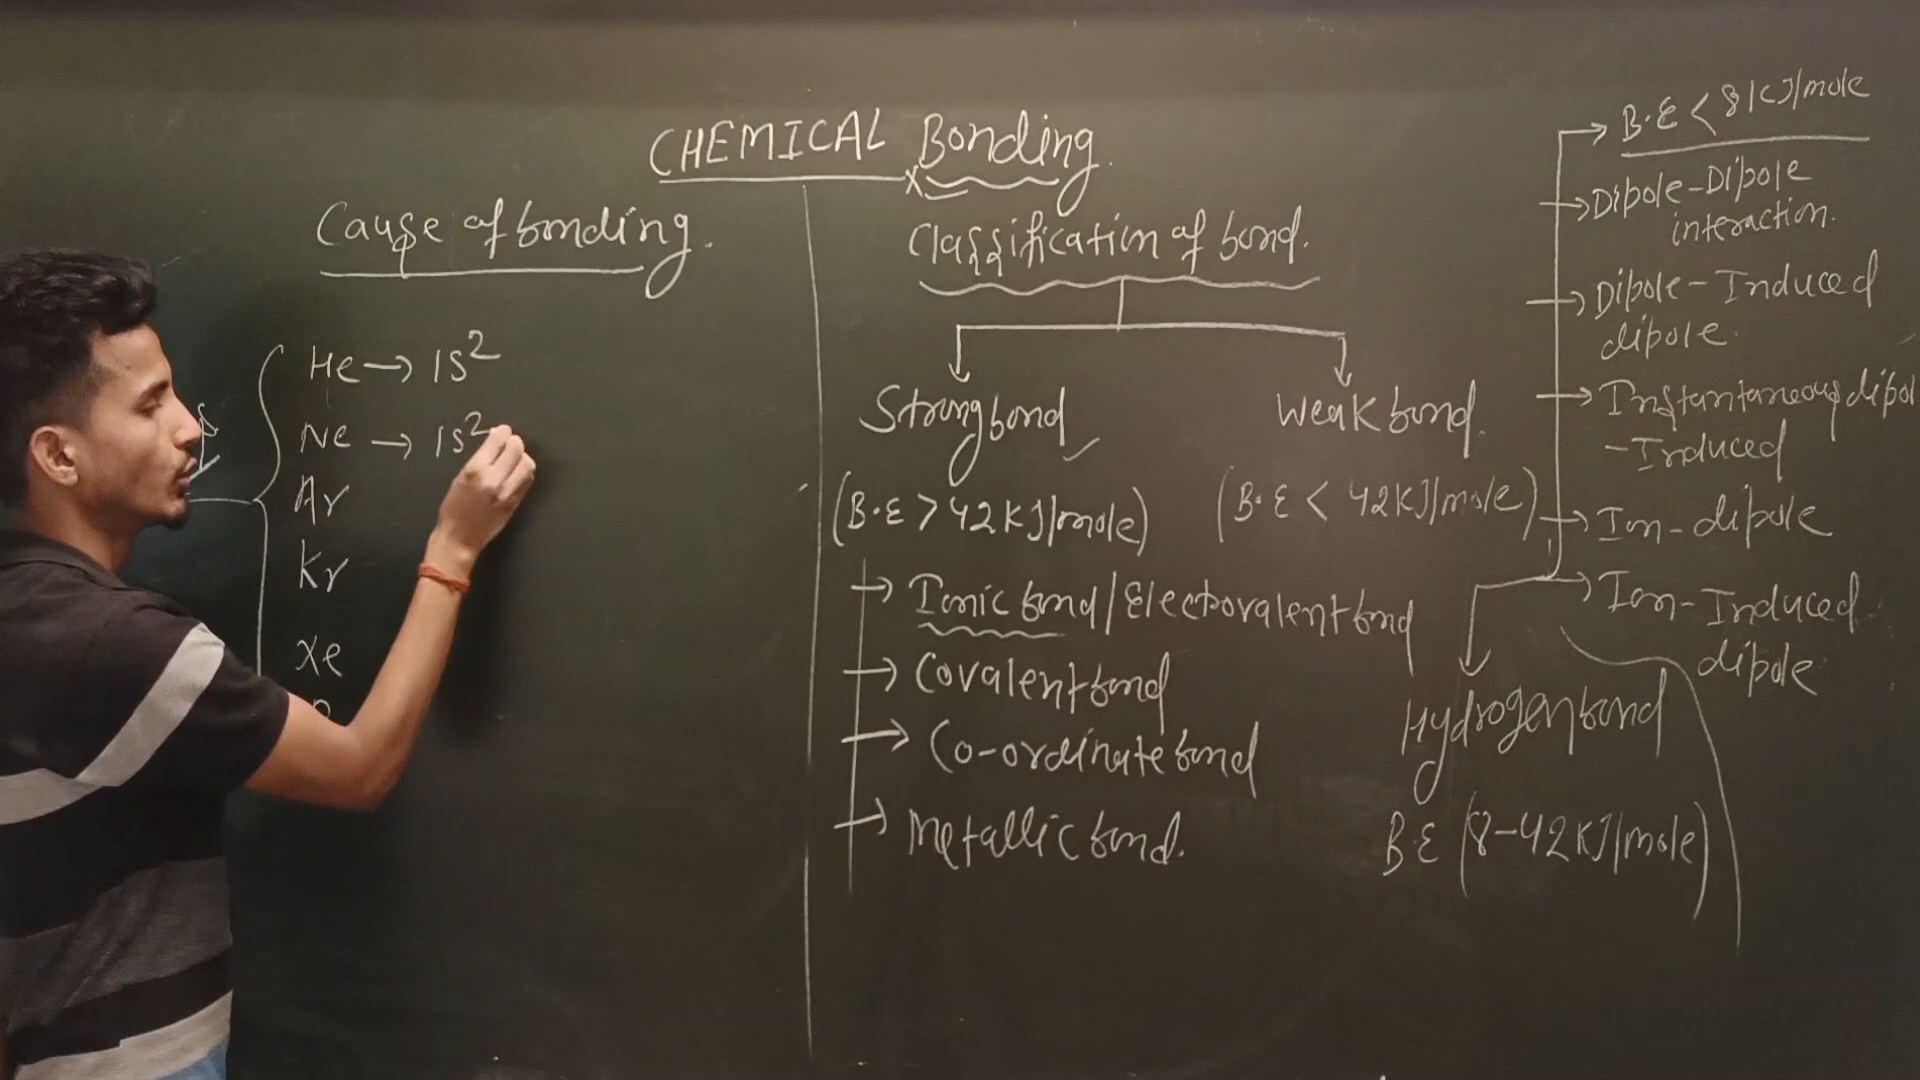 CHEMICAL Bonding.
Cause of bonding.
He → 1s²
Ne → 1s²
Ar
Kr
Xe
Classification of bond.
Strong bond
(B.E > 42 KJ/mole)
→ Ionic bond / Electrovalent bond
→ Covalent bond
→ Co-ordinate bond
→ Metallic bond.
Weak bond.
(B.E < 42 KJ/mole)
→ B.E < 8 KJ/mole
→ Dipole-Dipole
interaction.
→ Dipole-Induced
dipole.
→ Instantaneous dipol
-Induced
→ Ion-dipole
→ Ion-Induced
dipole
Hydrogen bond
B.E (8-42 KJ/mole)